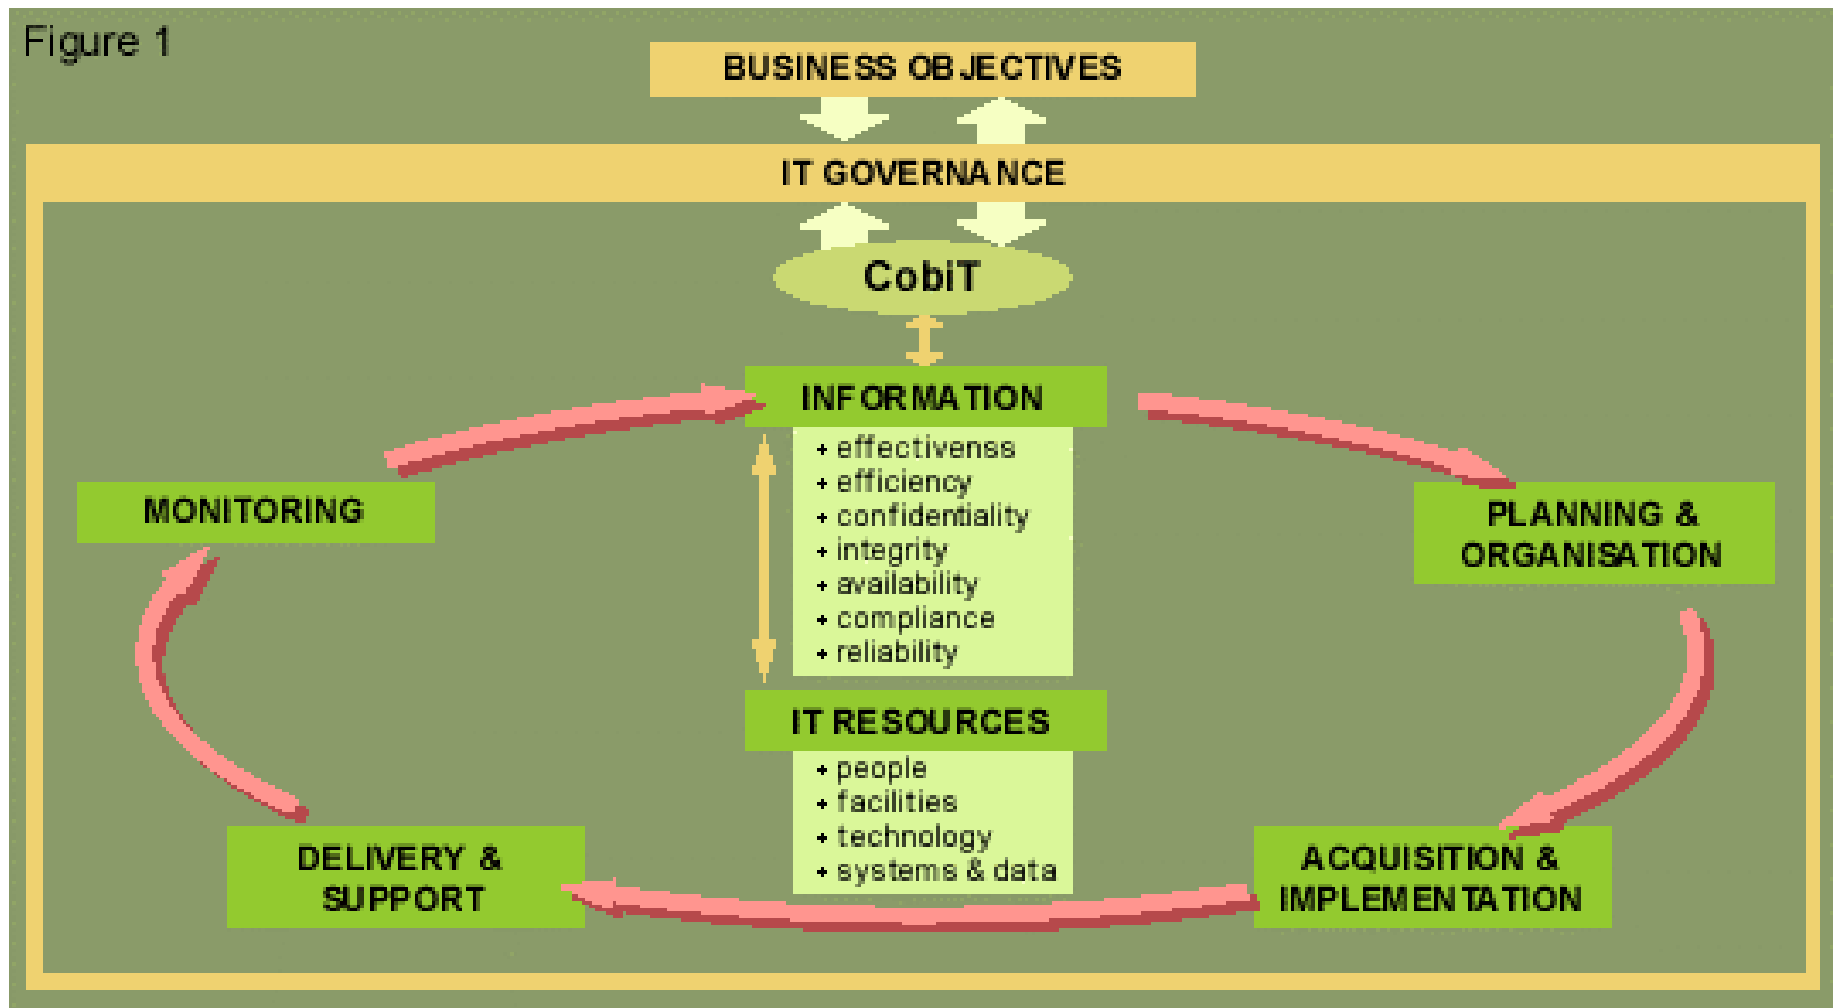 Figure 1
BUSINESS OBJECTIVES
IT GOVERNANCE
CobiT
INFORMATION
+ effectivenss
+ efficiency
+ confidentiality
+ integrity
+ availability
+ compliance
+ reliability
MONITORING
PLANNING &
ORGANISATION
IT RESOURCES
+ people
+ facilities
+ technology
+ systems & data
DELIVERY &
SUPPORT
ACQUISITION &
IMPLEMENTATION